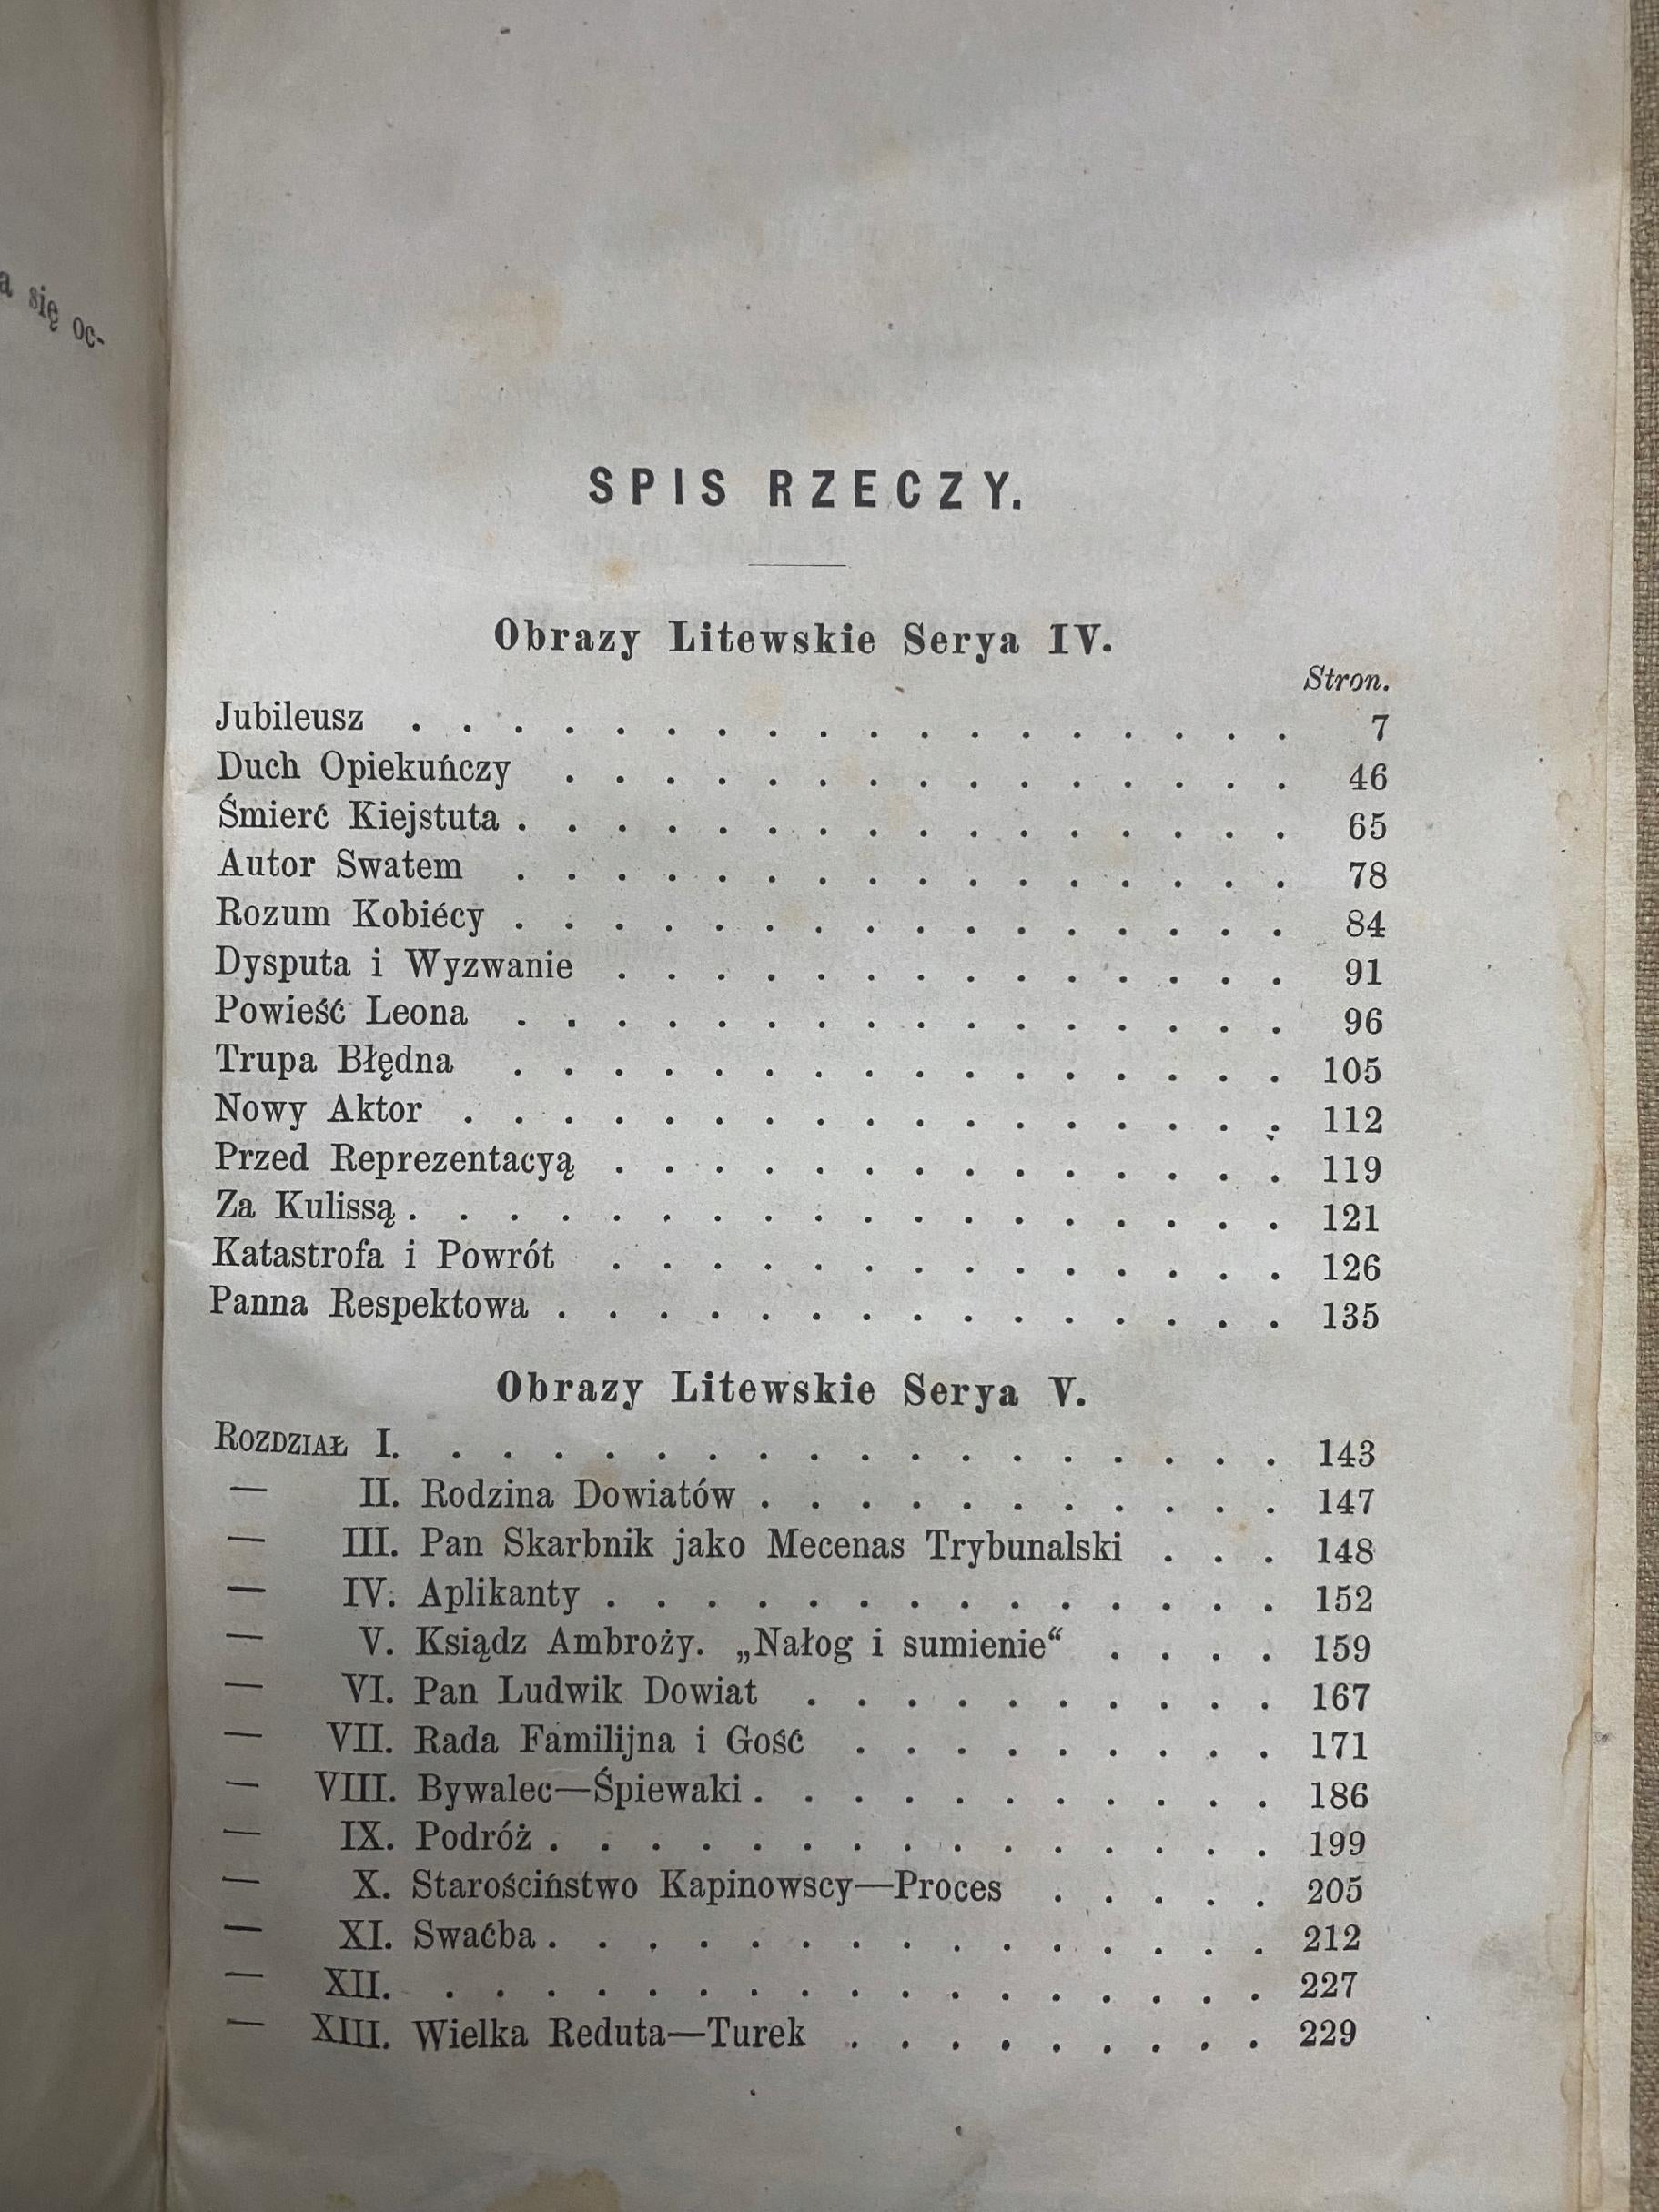 a się oc-
SPIS RZECZY.
Obrazy Litewskie Serya IV.
Stron.
Jubileusz . . . . . . . . . . . . . . . . . . 7
Duch Opiekuńczy . . . . . . . . . . . . . . . 46
Śmierć Kiejstuta . . . . . . . . . . . . . . . . 65
Autor Swatem . . . . . . . . . . . . . . . . 78
Rozum Kobiécy . . . . . . . . . . . . . . . . 84
Dysputa i Wyzwanie . . . . . . . . . . . . . . 91
Powieść Leona . . . . . . . . . . . . . . . . 96
Trupa Błędna . . . . . . . . . . . . . . . . 105
Nowy Aktor . . . . . . . . . . . . . . . . . 112
Przed Reprezentacyą . . . . . . . . . . . . . . 119
Za Kulissą . . . . . . . . . . . . . . . . . . 121
Katastrofa i Powrót . . . . . . . . . . . . . . 126
Panna Respektowa . . . . . . . . . . . . . . . 135
Obrazy Litewskie Serya V.
Rozdział I. . . . . . . . . . . . . . . . . . 143
— II. Rodzina Dowiatów . . . . . . . . . . . 147
— III. Pan Skarbnik jako Mecenas Trybunalski . . . 148
— IV. Aplikanty . . . . . . . . . . . . . . 152
— V. Ksiądz Ambroży. „Nałog i sumienie“ . . . . 159
— VI. Pan Ludwik Dowiat . . . . . . . . . . 167
— VII. Rada Familijna i Gość . . . . . . . . . 171
— VIII. Bywalec—Śpiewaki . . . . . . . . . . . 186
— IX. Podróż . . . . . . . . . . . . . . . 199
— X. Starościństwo Kapinowscy—Proces . . . . . 205
— XI. Swaćba . . . . . . . . . . . . . . . 212
— XII. . . . . . . . . . . . . . . . . . 227
— XIII. Wielka Reduta—Turek . . . . . . . . . 229